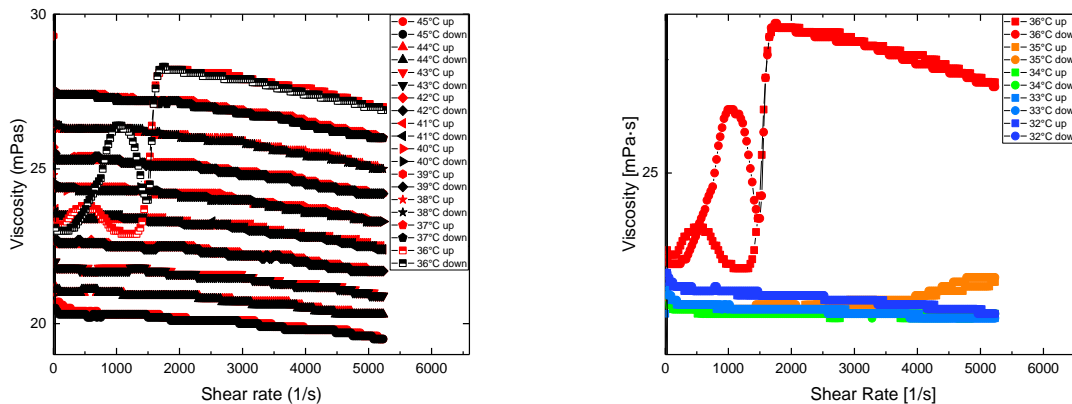 30
25
20
Viscosity (mPas)
0
1000
2000
3000
4000
5000
6000
Shear rate (1/s)
45°C up
45°C down
44°C up
44°C down
43°C up
43°C down
42°C up
42°C down
41°C up
41°C down
40°C up
40°C down
39°C up
39°C down
38°C up
38°C down
37°C up
37°C down
36°C up
36°C down
25
Viscosity [mPa·s]
0
1000
2000
3000
4000
5000
6000
Shear Rate [1/s]
36°C up
36°C down
35°C up
35°C down
34°C up
34°C down
33°C up
33°C down
32°C up
32°C down